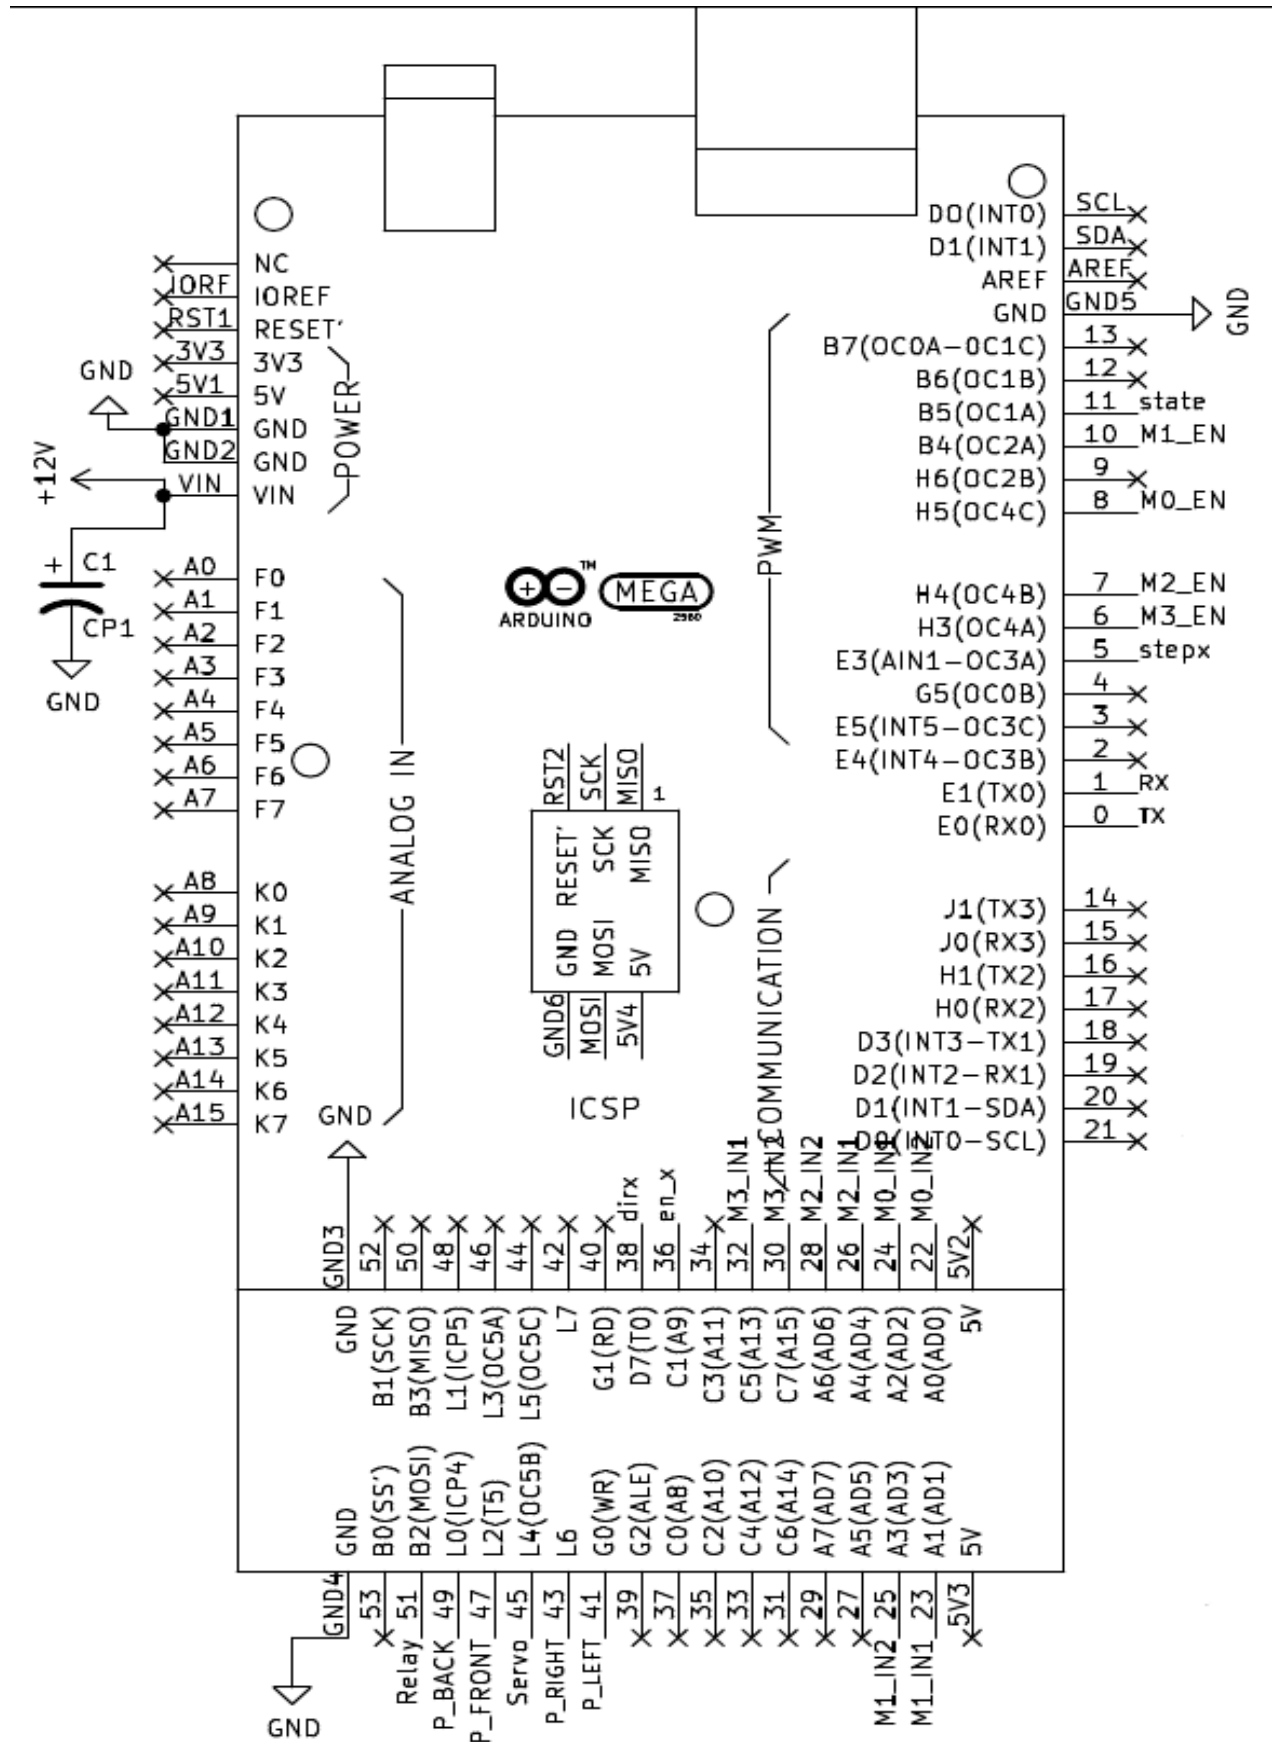 NC
IORF IOREF
RST1 RESET'
3V3 3V3
5V1 5V
GND
GND1 GND
GND2 GND
+12V
VIN VIN
POWER
+ C1
CP1
GND
A0 F0
A1 F1
A2 F2
A3 F3
A4 F4
A5 F5
A6 F6
A7 F7
A8 K0
A9 K1
A10 K2
A11 K3
A12 K4
A13 K5
A14 K6
A15 K7
ANALOG IN
™
ARDUINO
MEGA
2560
D0(INT0) SCL
D1(INT1) SDA
AREF AREF
GND GND5
GND
B7(OC0A-0C1C) 13
B6(OC1B) 12
B5(OC1A) 11 state
B4(OC2A) 10 M1_EN
H6(OC2B) 9
H5(OC4C) 8 M0_EN
PWM
H4(OC4B) 7 M2_EN
H3(OC4A) 6 M3_EN
E3(AIN1-OC3A) 5 stepx
G5(OC0B) 4
E5(INT5-OC3C) 3
E4(INT4-OC3B) 2
E1(TX0) 1 RX
E0(RX0) 0 TX
J1(TX3) 14
J0(RX3) 15
H1(TX2) 16
H0(RX2) 17
D3(INT3-TX1) 18
D2(INT2-RX1) 19
D1(INT1-SDA) 20
D0(INT0-SCL) 21
COMMUNICATION
RST2
SCK
MISO
1
RESET'
SCK
MISO
GND
MOSI
5V
GND6
MOSI
5V4
ICSP
GND
GND3 GND
52 B1(SCK)
50 B3(MISO)
48 L1(ICP5)
46 L3(OC5A)
44 L5(OC5C)
42 L7
40 G1(RD)
dirx 38 D7(T0)
en_x 36 C1(A9)
34 C3(A11)
M3_IN1 32 C5(A13)
M3_IN2 30 C7(A15)
M2_IN2 28 A6(AD6)
M2_IN1 26 A4(AD4)
M0_IN1 24 A2(AD2)
M0_IN2 22 A0(AD0)
5V2 5V
GND GND4
GND
B0(SS') 53
B2(MOSI) 51 Relay
L0(ICP4) 49 P_BACK
L2(T5) 47 P_FRONT
L4(OC5B) 45 Servo
L6 43 P_RIGHT
G0(WR) 41 P_LEFT
G2(ALE) 39
C0(A8) 37
C2(A10) 35
C4(A12) 33
C6(A14) 31
A7(AD7) 29
A5(AD5) 27
A3(AD3) 25 M1_IN2
A1(AD1) 23 M1_IN1
5V 5V3